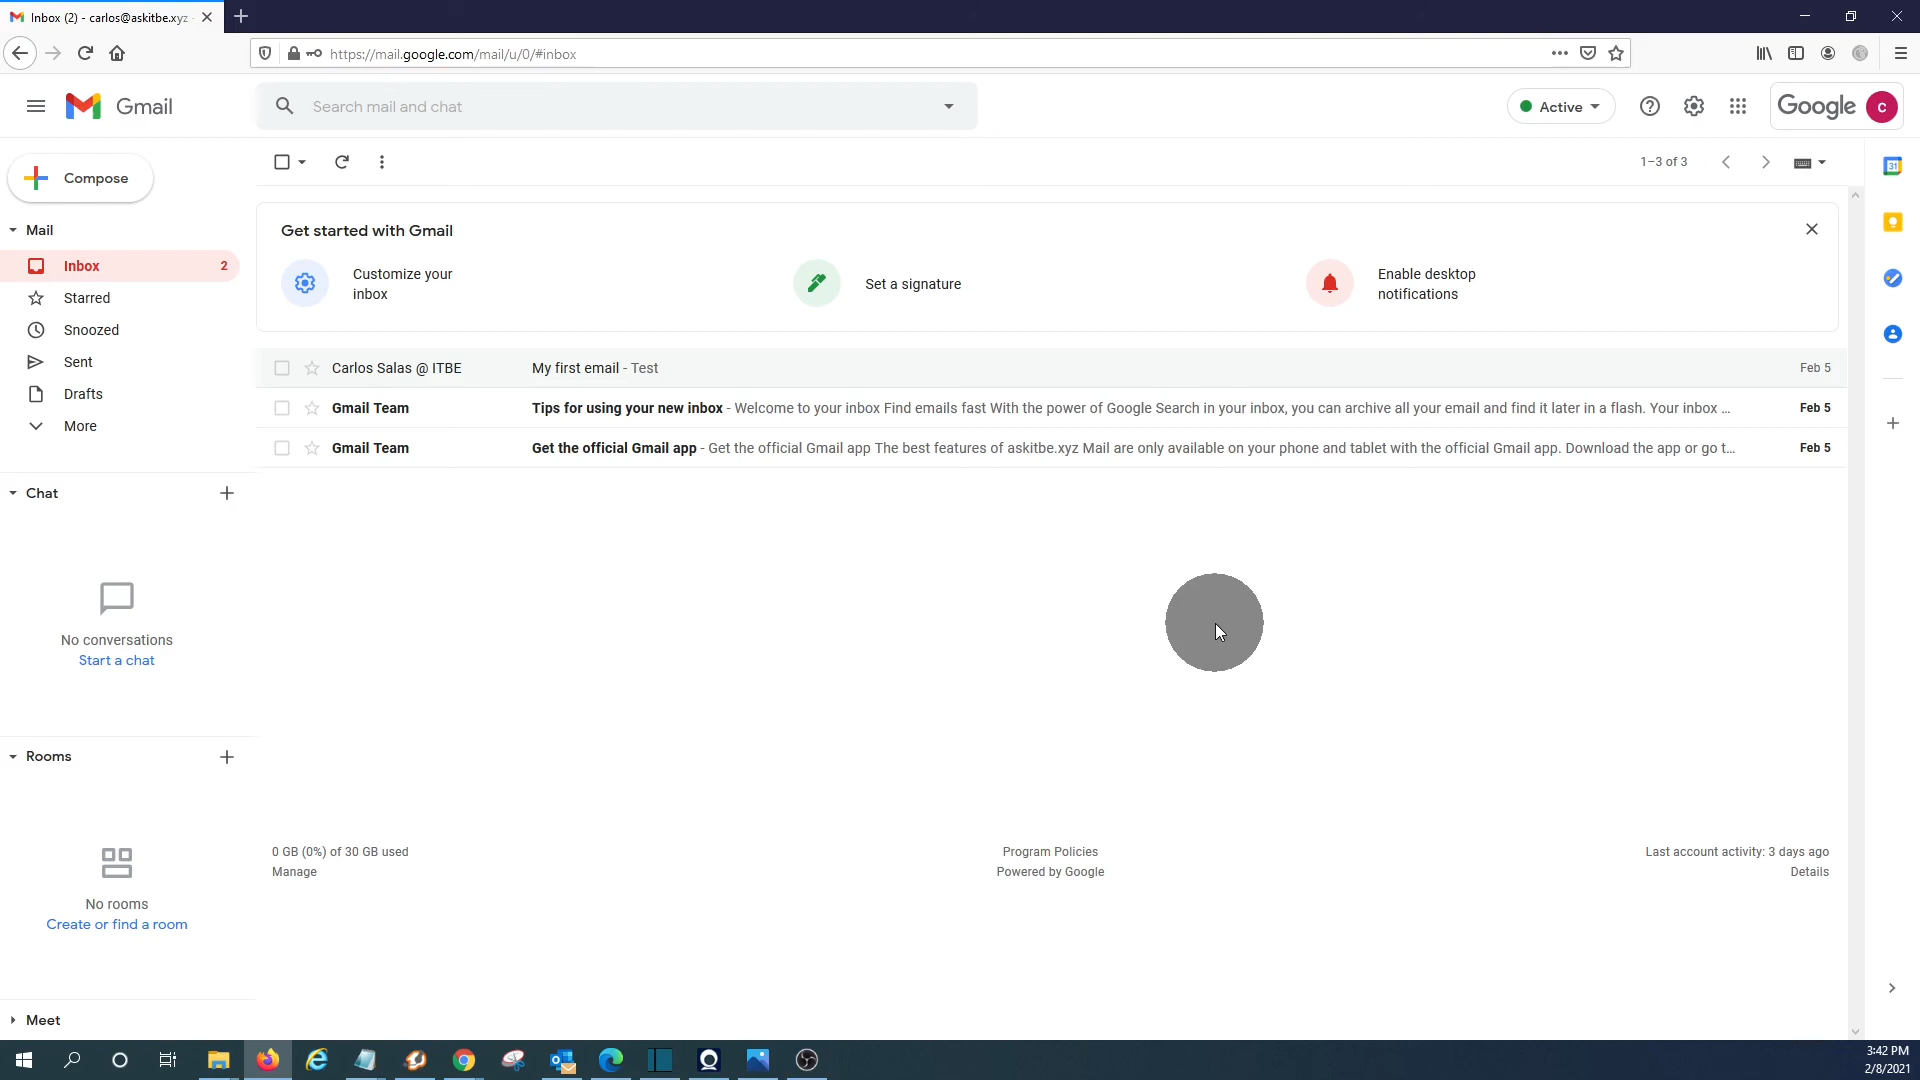 Inbox (2) - carlos@askitbe.xyz
https://mail.google.com/mail/u/0/#inbox
Gmail
Search mail and chat
Active
Google
C
Compose
1–3 of 3
31
Mail
Inbox 2
Starred
Snoozed
Sent
Drafts
More
Get started with Gmail
Customize your
inbox
Set a signature
Enable desktop
notifications
Carlos Salas @ ITBE My first email - Test Feb 5
Gmail Team Tips for using your new inbox - Welcome to your inbox Find emails fast With the power of Google Search in your inbox, you can archive all your email and find it later in a flash. Your inbox ... Feb 5
Gmail Team Get the official Gmail app - Get the official Gmail app The best features of askitbe.xyz Mail are only available on your phone and tablet with the official Gmail app. Download the app or go t... Feb 5
Chat
No conversations
Start a chat
Rooms
No rooms
Create or find a room
Meet
0 GB (0%) of 30 GB used
Manage
Program Policies
Powered by Google
Last account activity: 3 days ago
Details
3:42 PM
2/8/2021